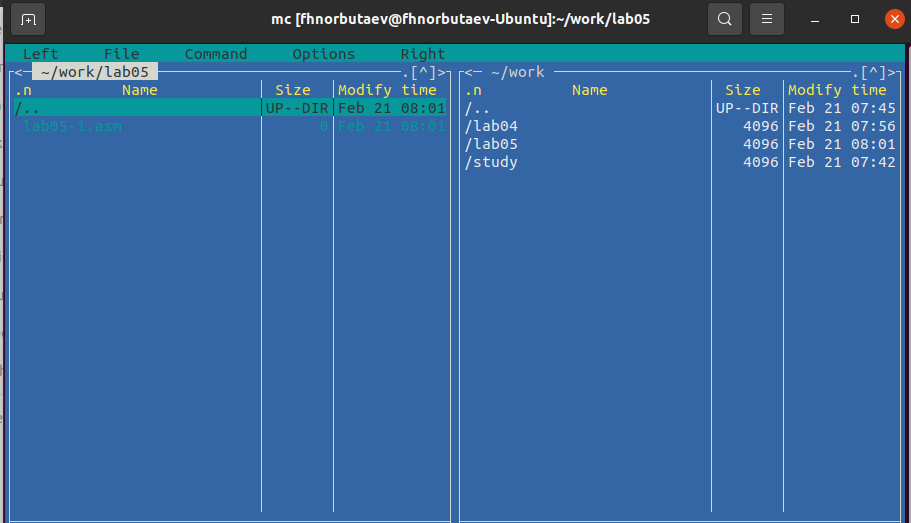 mc [fhnorbutaev@fhnorbutaev-Ubuntu]:~/work/lab05
Left File Command Options Right
<─ ~/work/lab05 .[^]>
.n Name Size Modify time
/.. UP--DIR Feb 21 08:01
lab05-1.asm 0 Feb 21 08:01
<─ ~/work .[^]>
.n Name Size Modify time
/.. UP--DIR Feb 21 07:45
/lab04 4096 Feb 21 07:56
/lab05 4096 Feb 21 08:01
/study 4096 Feb 21 07:42